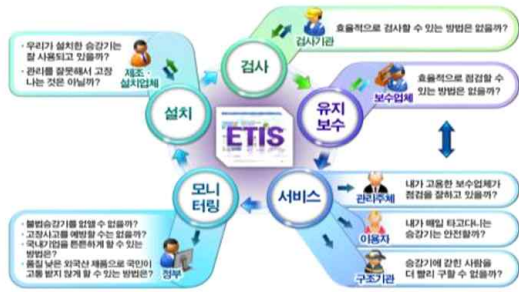 · 우리가 설치한 승강기는
잘 사용되고 있을까?
· 관리를 잘못해서 고장
나는 것은 아닐까?
제조·
설치업체
설치
검사
검사기관
효율적으로 검사할 수 있는 방법은 없을까?
유지
보수
보수업체
효율적으로 점검할 수
있는 방법은 없을까?
ETIS
모니
터링
서비스
관리주체
내가 고용한 보수업체가
점검을 잘하고 있을까?
이용자
내가 매일 타고다니는
승강기는 안전할까?
구조기관
승강기에 갇힌 사람을
더 빨리 구할 수 없을까?
· 불법승강기를 없앨 수 없을까?
· 고장사고를 예방할 수는 없을까?
· 국내기업을 튼튼하게 할 수 있는
방법은?
· 품질 낮은 외국산 제품으로 국민이
고통 받지 않게 할 수 있는 방법은?
정부